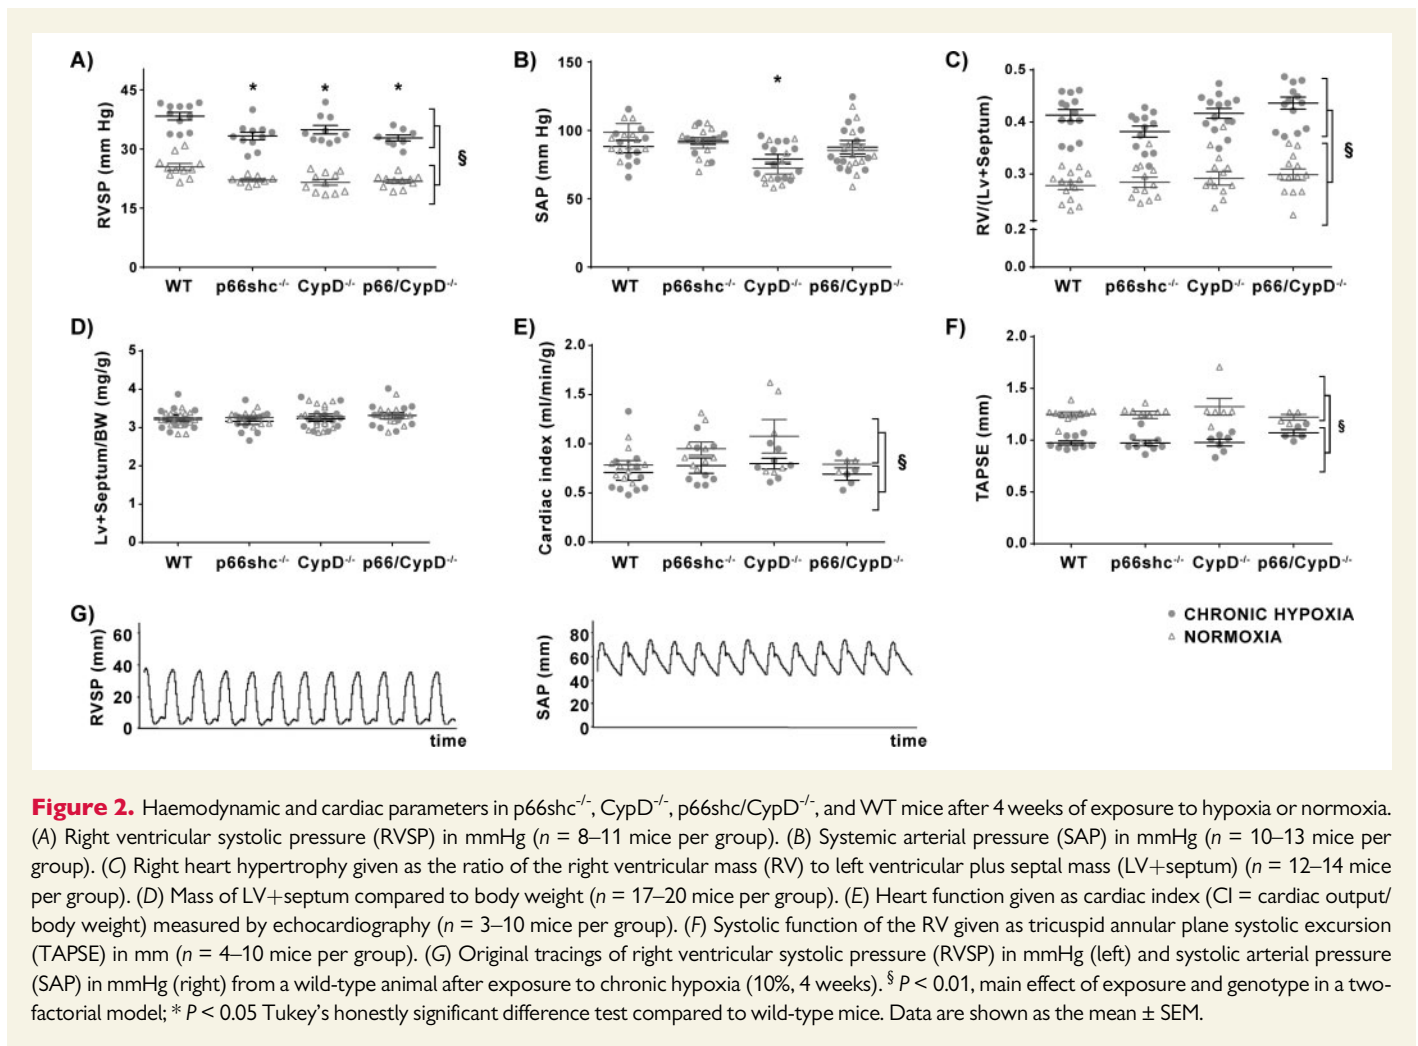 A)
RVSP (mm Hg)
45
30
15
0
* * *
§
WT p66shc-/- CypD-/- p66/CypD-/-
B)
SAP (mm Hg)
150
100
50
0
*
WT p66shc-/- CypD-/- p66/CypD-/-
C)
RV/(Lv+Septum)
0.5
0.4
0.3
0.2
0.0
§
WT p66shc-/- CypD-/- p66/CypD-/-
D)
Lv+Septum/BW (mg/g)
5
4
3
2
1
0
WT p66shc-/- CypD-/- p66/CypD-/-
E)
Cardiac index (ml/min/g)
2.0
1.5
1.0
0.5
0.0
§
WT p66shc-/- CypD-/- p66/CypD-/-
F)
TAPSE (mm)
2.0
1.5
1.0
0.5
0.0
§
WT p66shc-/- CypD-/- p66/CypD-/-
CHRONIC HYPOXIA
NORMOXIA
G)
RVSP (mm)
60
40
20
0
time
SAP (mm)
80
60
40
20
0
time
Figure 2. Haemodynamic and cardiac parameters in p66shc-/-, CypD-/-, p66shc/CypD-/-, and WT mice after 4 weeks of exposure to hypoxia or normoxia.
(A) Right ventricular systolic pressure (RVSP) in mmHg (n = 8–11 mice per group). (B) Systemic arterial pressure (SAP) in mmHg (n = 10–13 mice per
group). (C) Right heart hypertrophy given as the ratio of the right ventricular mass (RV) to left ventricular plus septal mass (LV+septum) (n = 12–14 mice
per group). (D) Mass of LV+septum compared to body weight (n = 17–20 mice per group). (E) Heart function given as cardiac index (CI = cardiac output/
body weight) measured by echocardiography (n = 3–10 mice per group). (F) Systolic function of the RV given as tricuspid annular plane systolic excursion
(TAPSE) in mm (n = 4–10 mice per group). (G) Original tracings of right ventricular systolic pressure (RVSP) in mmHg (left) and systolic arterial pressure
(SAP) in mmHg (right) from a wild-type animal after exposure to chronic hypoxia (10%, 4 weeks). § P < 0.01, main effect of exposure and genotype in a two-
factorial model; * P < 0.05 Tukey's honestly significant difference test compared to wild-type mice. Data are shown as the mean ± SEM.